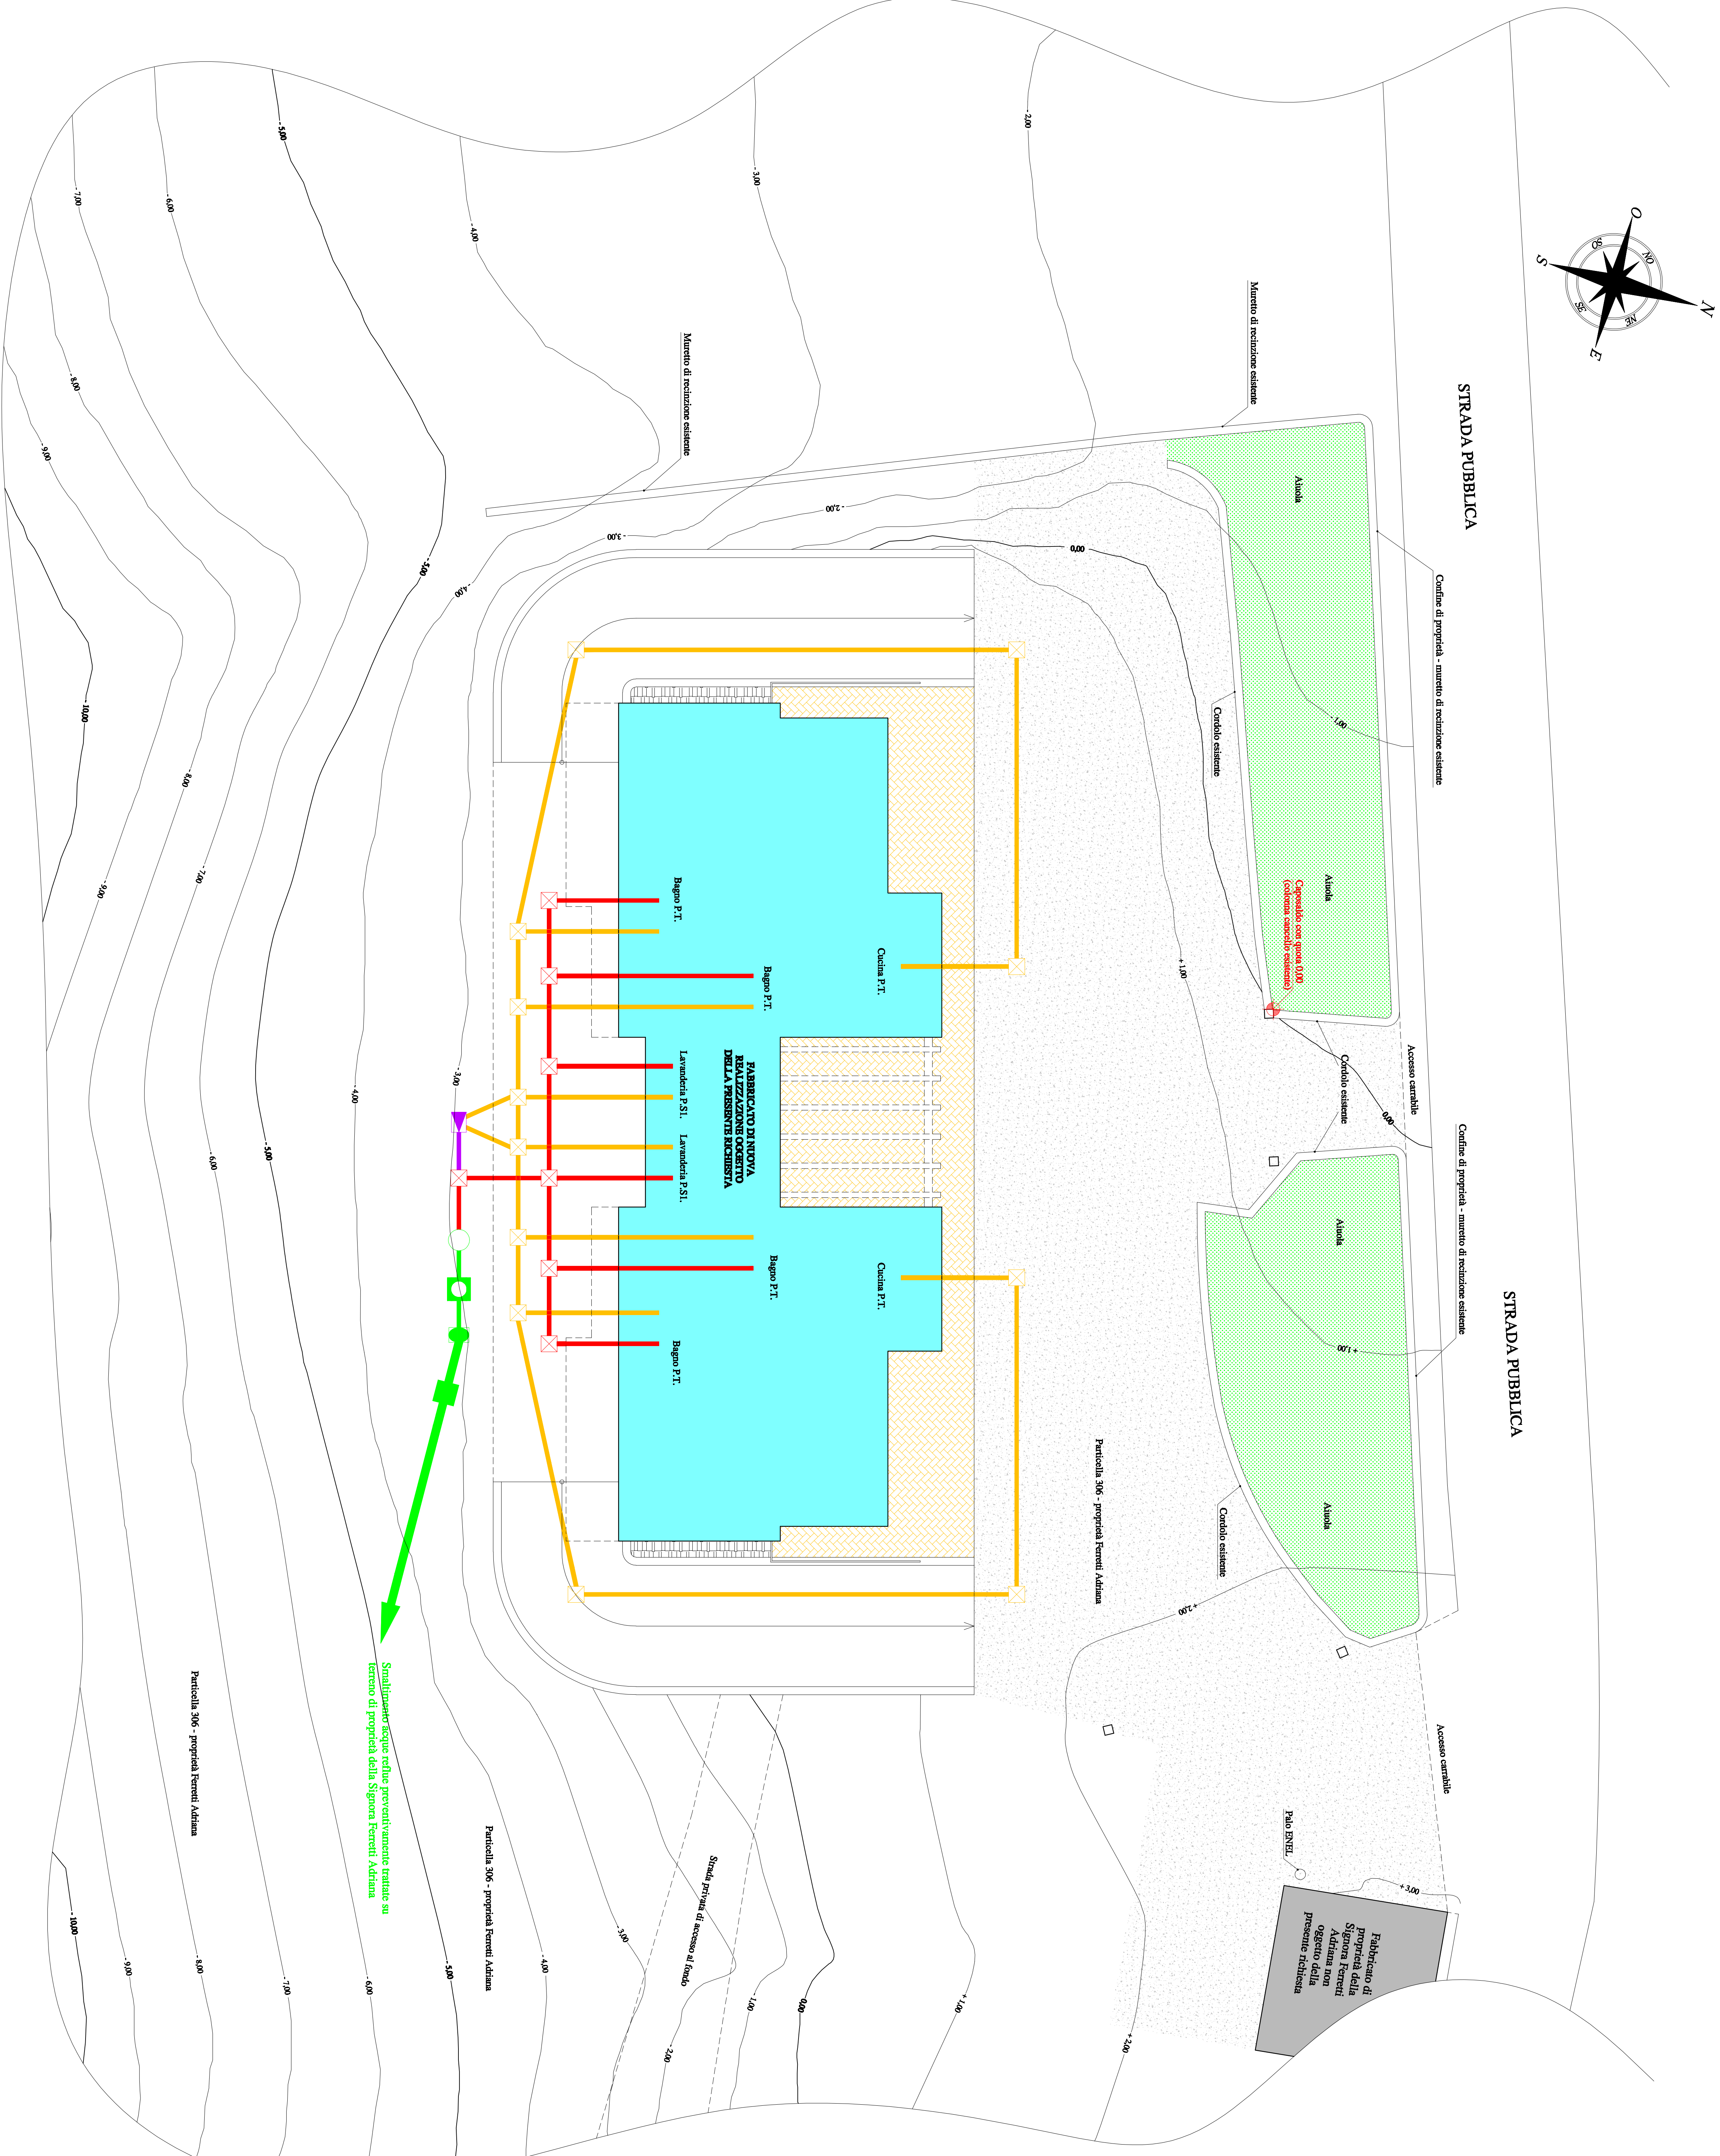 STRADA PUBBLICA
STRADA PUBBLICA
N
NE
E
SE
S
SO
O
NO
Muretto di recinzione esistente
Confine di proprietà - muretto di recinzione esistente
Accesso carrabile
Confine di proprietà - muretto di recinzione esistente
Accesso carrabile
Aiuola
Aiuola
Aiuola
Aiuola
Cordolo esistente
Caposaldo con quota 0,00
(colonna cancello esistente)
Cordolo esistente
Cordolo esistente
Palo ENEL
Fabbricato di
proprietà della
Signora Ferretti
Adriana non
oggetto della
presente richiesta
Particella 306 - proprietà Ferretti Adriana
Muretto di recinzione esistente
Cucina P.T.
Cucina P.T.
Bagno P.T.
Bagno P.T.
FABBRICATO DI NUOVA
REALIZZAZIONE OGGETTO
DELLA PRESENTE RICHIESTA
Bagno P.T.
Lavanderia P.S1.
Lavanderia P.S1.
Bagno P.T.
Strada privata di accesso al fondo
Particella 306 - proprietà Ferretti Adriana
Smaltimento acque reflue preventivamente trattate su
terreno di proprietà della Signora Ferretti Adriana
Particella 306 - proprietà Ferretti Adriana
- 1,00
0,00
+ 1,00
+ 3,00
0,00
+ 1,00
+ 2,00
+ 2,00
- 2,00
- 2,00
+ 1,00
0,00
- 1,00
- 2,00
- 3,00
- 3,00
- 3,00
- 3,00
- 4,00
- 4,00
- 4,00
- 4,00
- 5,00
- 5,00
- 5,00
- 5,00
- 6,00
- 6,00
- 6,00
- 7,00
- 7,00
- 7,00
- 8,00
- 8,00
- 8,00
- 9,00
- 9,00
- 9,00
- 10,00
- 10,00